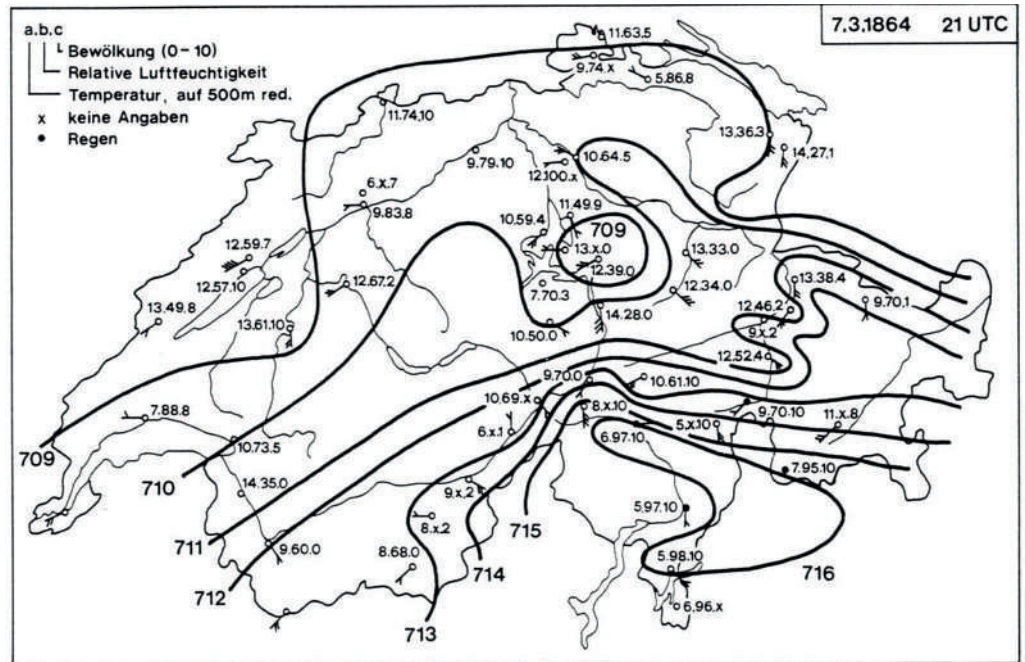 7.3.1864 21 UTC
a.b.c
Bewölkung (0-10)
Relative Luftfeuchtigkeit
Temperatur, auf 500m red.
x keine Angaben
• Regen
11.63.5
9.74.x
5.86.8
11.74.10
13.36.3
14.27.1
9.79.10
10.64.5
12.100.x
6.x.7
9.83.8
11.49.9
10.59.4
709
13.x.0
12.39.0
13.33.0
12.59.7
12.57.10
12.67.2
7.70.3
12.34.0
13.38.4
9.70.1
13.49.8
13.61.10
14.28.0
10.50.0
12.46.2
9.x.2
12.52.4
9.70.0
10.61.10
10.69.x
8.x.10
9.70.10
7.88.8
6.x.1
6.97.10
5.x.10
11.x.8
10.73.5
709
710
7.95.10
14.35.0
9.x.2
5.97.10
715
8.x.2
711
9.60.0
8.68.0
714
5.98.10
716
712
6.96.x
713